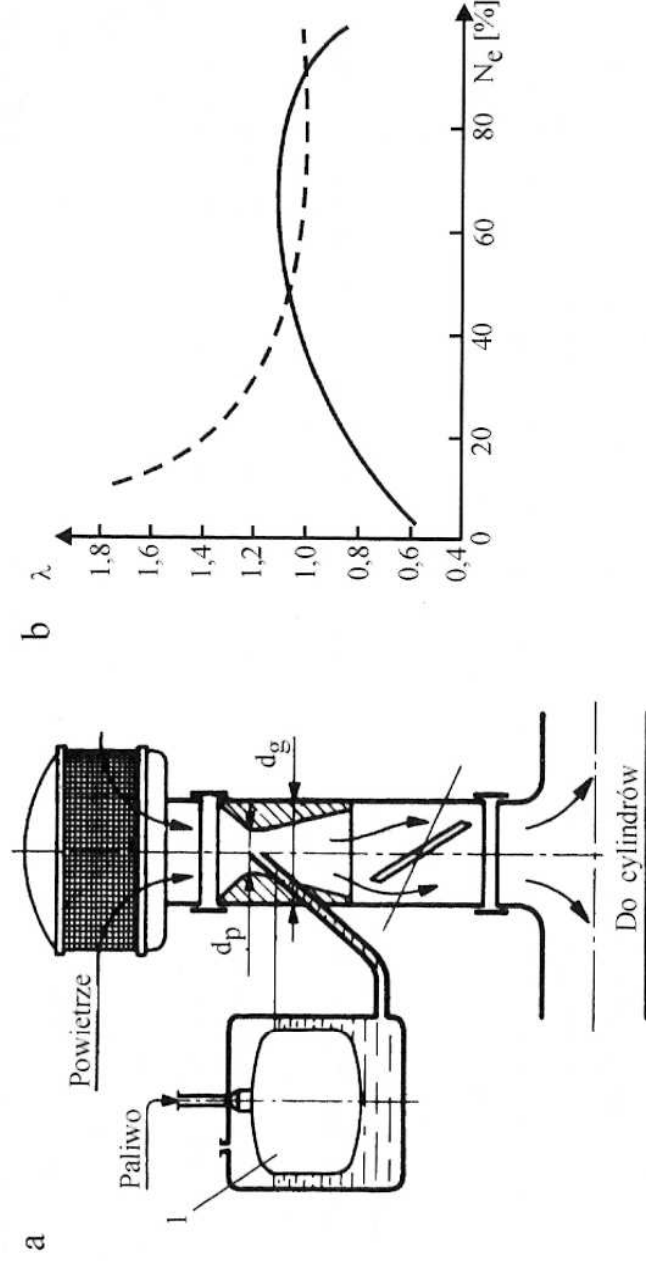 a
Powietrze
Paliwo
1
d_p
d_g
Do cylindrów
b
λ
1,8
1,6
1,4
1,2
1,0
0,8
0,6
0,4
0
20
40
60
80
N_e [%]